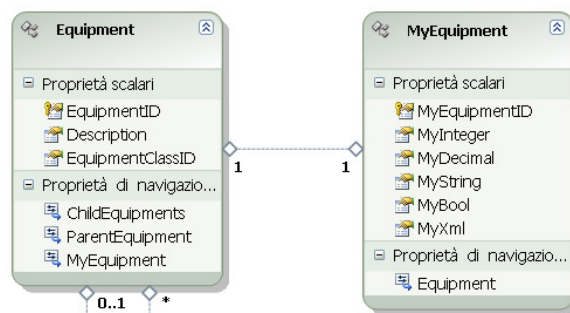 Equipment
Proprietà scalari
EquipmentID
Description
EquipmentClassID
Proprietà di navigazio...
ChildEquipments
ParentEquipment
MyEquipment
0..1
*
1
1
MyEquipment
Proprietà scalari
MyEquipmentID
MyInteger
MyDecimal
MyString
MyBool
MyXml
Proprietà di navigazio...
Equipment